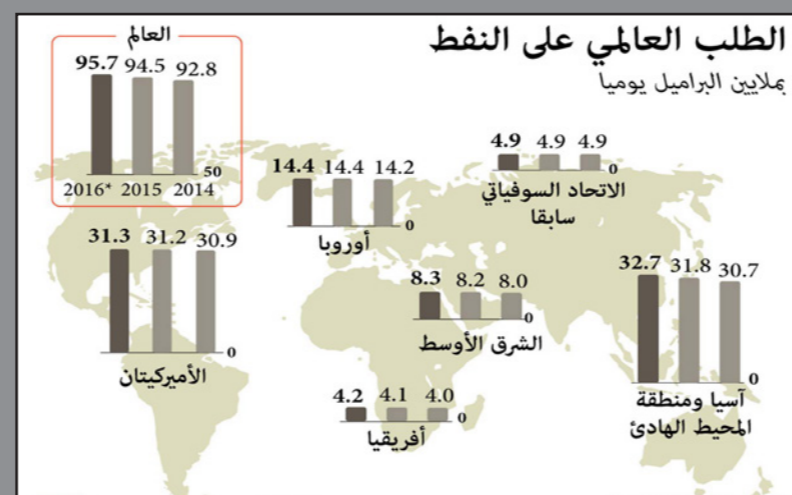 الطلب العالمي على النفط
بملايين البراميل يوميا
العالم
95.7 94.5 92.8
50
2016* 2015 2014
4.9 4.9 4.9
0
الاتحاد السوفياتي
سابقا
14.4 14.4 14.2
0
أوروبا
31.3 31.2 30.9
0
الأميركيتان
8.3 8.2 8.0
0
الشرق الأوسط
32.7 31.8 30.7
0
آسيا ومنطقة
المحيط الهادئ
4.2 4.1 4.0
0
أفريقيا